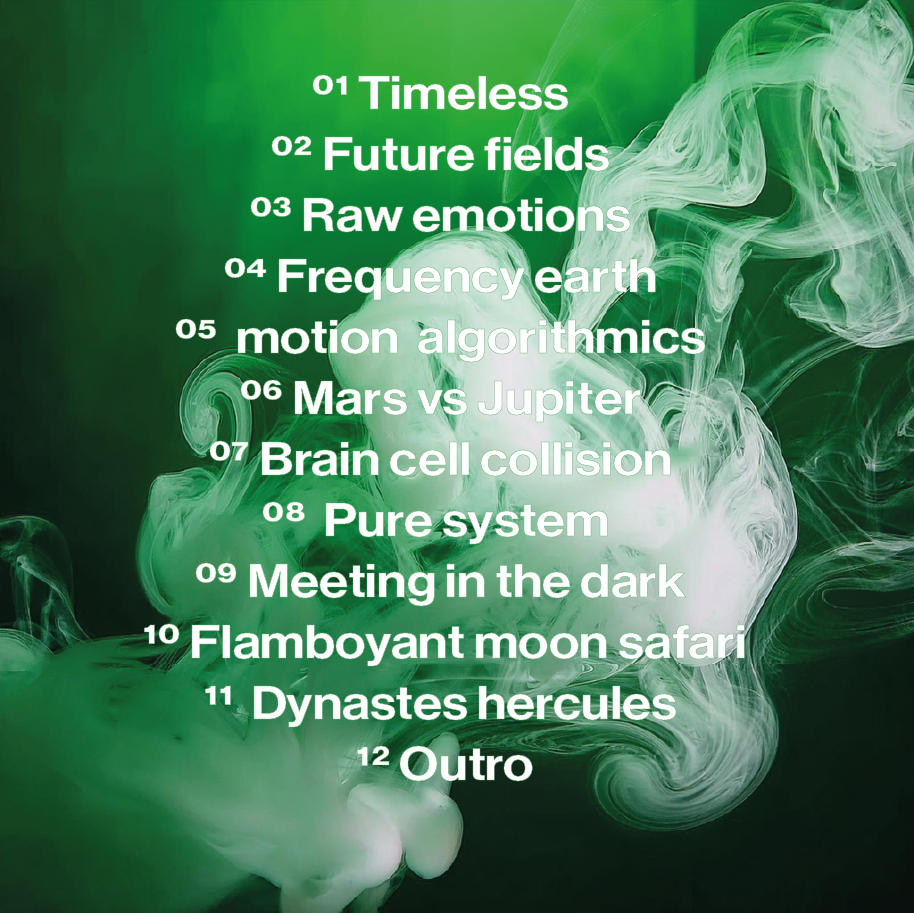 01 Timeless
02 Future fields
03 Raw emotions
04 Frequency earth
05 motion algorithmics
06 Mars vs Jupiter
07 Brain cell collision
08 Pure system
09 Meeting in the dark
10 Flamboyant moon safari
11 Dynastes hercules
12 Outro